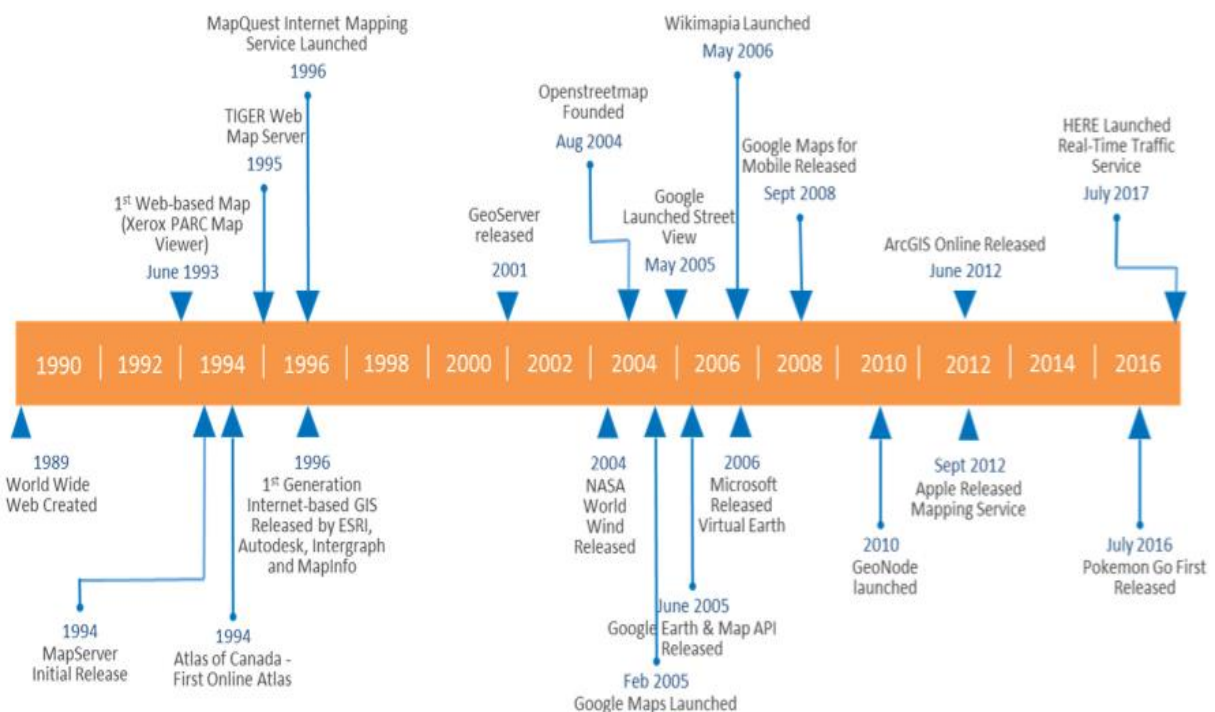 MapQuest Internet Mapping
Service Launched
1996
TIGER Web
Map Server
1995
1st Web-based Map
(Xerox PARC Map
Viewer)
June 1993
GeoServer
released
2001
Openstreetmap
Founded
Aug 2004
Google
Launched Street
View
May 2005
Wikimapia Launched
May 2006
Google Maps for
Mobile Released
Sept 2008
ArcGIS Online Released
June 2012
HERE Launched
Real-Time Traffic
Service
July 2017
1990 1992 1994 1996 1998 2000 2002 2004 2006 2008 2010 2012 2014 2016
1989
World Wide
Web Created
1994
MapServer
Initial Release
1994
Atlas of Canada -
First Online Atlas
1996
1st Generation
Internet-based GIS
Released by ESRI,
Autodesk, Intergraph
and MapInfo
2004
NASA
World
Wind
Released
Feb 2005
Google Maps Launched
June 2005
Google Earth & Map API
Released
2006
Microsoft
Released
Virtual Earth
2010
GeoNode
launched
Sept 2012
Apple Released
Mapping Service
July 2016
Pokemon Go First
Released